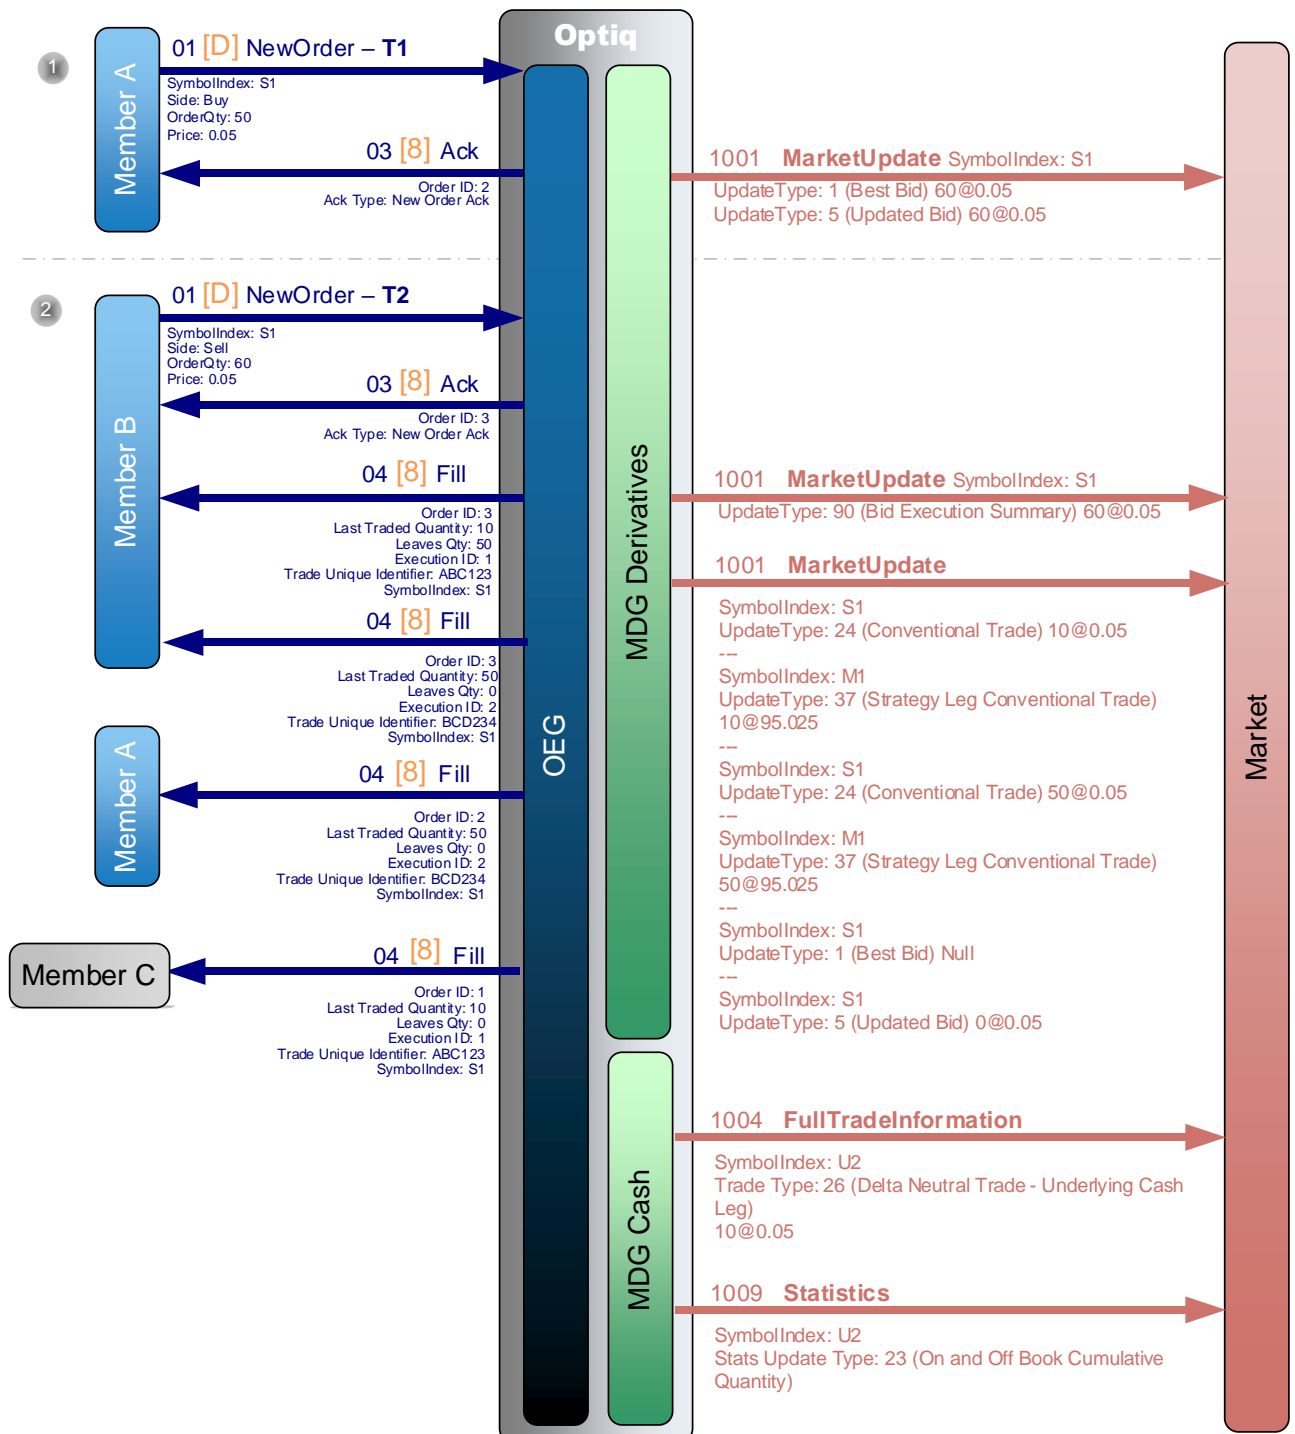 Optiq
1
Member A
01 [D] NewOrder – T1
SymbolIndex: S1
Side: Buy
OrderQty: 50
Price: 0.05
03 [8] Ack
Order ID: 2
Ack Type: New Order Ack
1001 MarketUpdate SymbolIndex: S1
UpdateType: 1 (Best Bid) 60@0.05
UpdateType: 5 (Updated Bid) 60@0.05
2
Member B
01 [D] NewOrder – T2
SymbolIndex: S1
Side: Sell
OrderQty: 60
Price: 0.05
03 [8] Ack
Order ID: 3
Ack Type: New Order Ack
04 [8] Fill
Order ID: 3
Last Traded Quantity: 10
Leaves Qty: 50
Execution ID: 1
Trade Unique Identifier: ABC123
SymbolIndex: S1
04 [8] Fill
Order ID: 3
Last Traded Quantity: 50
Leaves Qty: 0
Execution ID: 2
Trade Unique Identifier: BCD234
SymbolIndex: S1
Member A
04 [8] Fill
Order ID: 2
Last Traded Quantity: 50
Leaves Qty: 0
Execution ID: 2
Trade Unique Identifier: BCD234
SymbolIndex: S1
Member C
04 [8] Fill
Order ID: 1
Last Traded Quantity: 10
Leaves Qty: 0
Execution ID: 1
Trade Unique Identifier: ABC123
SymbolIndex: S1
OEG
MDG Derivatives
MDG Cash
1001 MarketUpdate SymbolIndex: S1
UpdateType: 90 (Bid Execution Summary) 60@0.05
1001 MarketUpdate
SymbolIndex: S1
UpdateType: 24 (Conventional Trade) 10@0.05
---
SymbolIndex: M1
UpdateType: 37 (Strategy Leg Conventional Trade)
10@95.025
---
SymbolIndex: S1
UpdateType: 24 (Conventional Trade) 50@0.05
---
SymbolIndex: M1
UpdateType: 37 (Strategy Leg Conventional Trade)
50@95.025
---
SymbolIndex: S1
UpdateType: 1 (Best Bid) Null
---
SymbolIndex: S1
UpdateType: 5 (Updated Bid) 0@0.05
1004 FullTradeInformation
SymbolIndex: U2
Trade Type: 26 (Delta Neutral Trade - Underlying Cash
Leg)
10@0.05
1009 Statistics
SymbolIndex: U2
Stats Update Type: 23 (On and Off Book Cumulative
Quantity)
Market